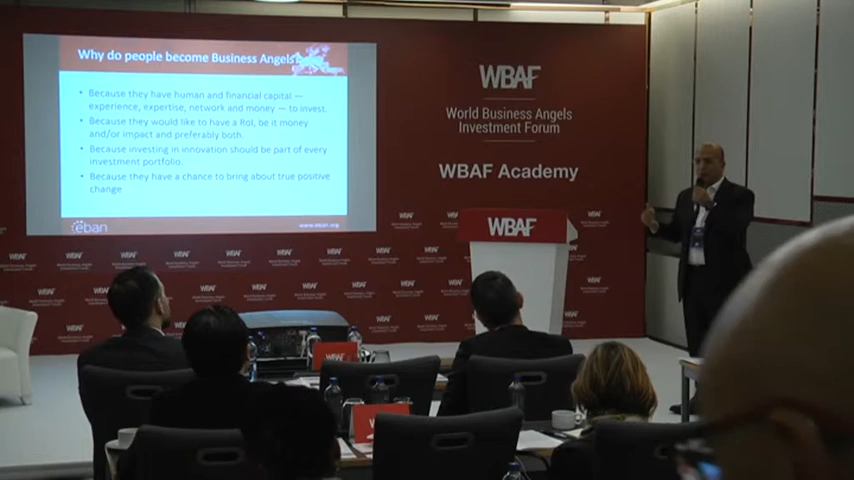 Why do people become Business Angels
• Because they have human and financial capital —
experience, expertise, network and money — to invest.
• Because they would like to have a RoI, be it money
and/or impact and preferably both.
• Because investing in innovation should be part of every
investment portfolio.
• Because they have a chance to bring about true positive
change
eban
www.eban.org
WBAF
World Business Angels
Investment Forum
WBAF Academy
WBAF
WBAF